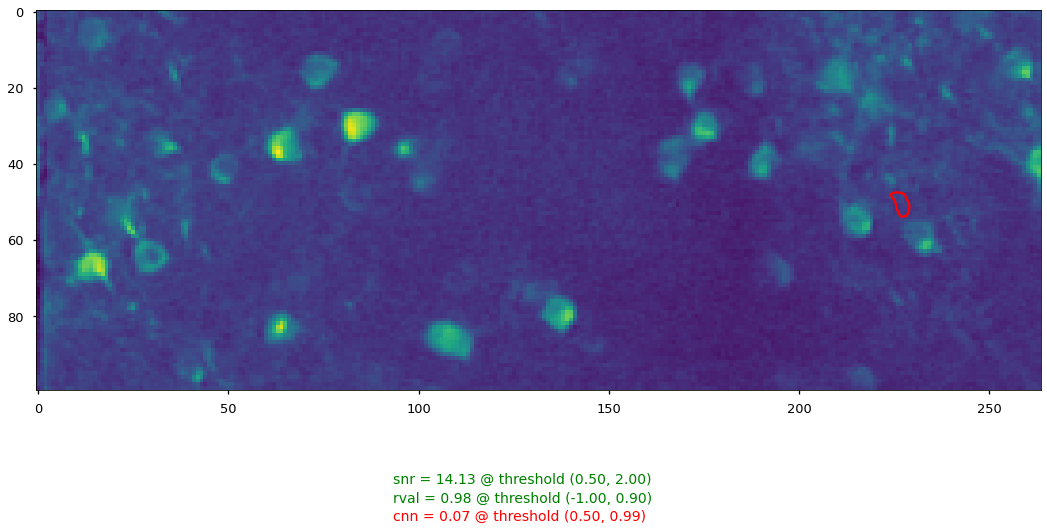 0
20
40
60
80
0 50 100 150 200 250
snr = 14.13 @ threshold (0.50, 2.00)
rval = 0.98 @ threshold (-1.00, 0.90)
cnn = 0.07 @ threshold (0.50, 0.99)